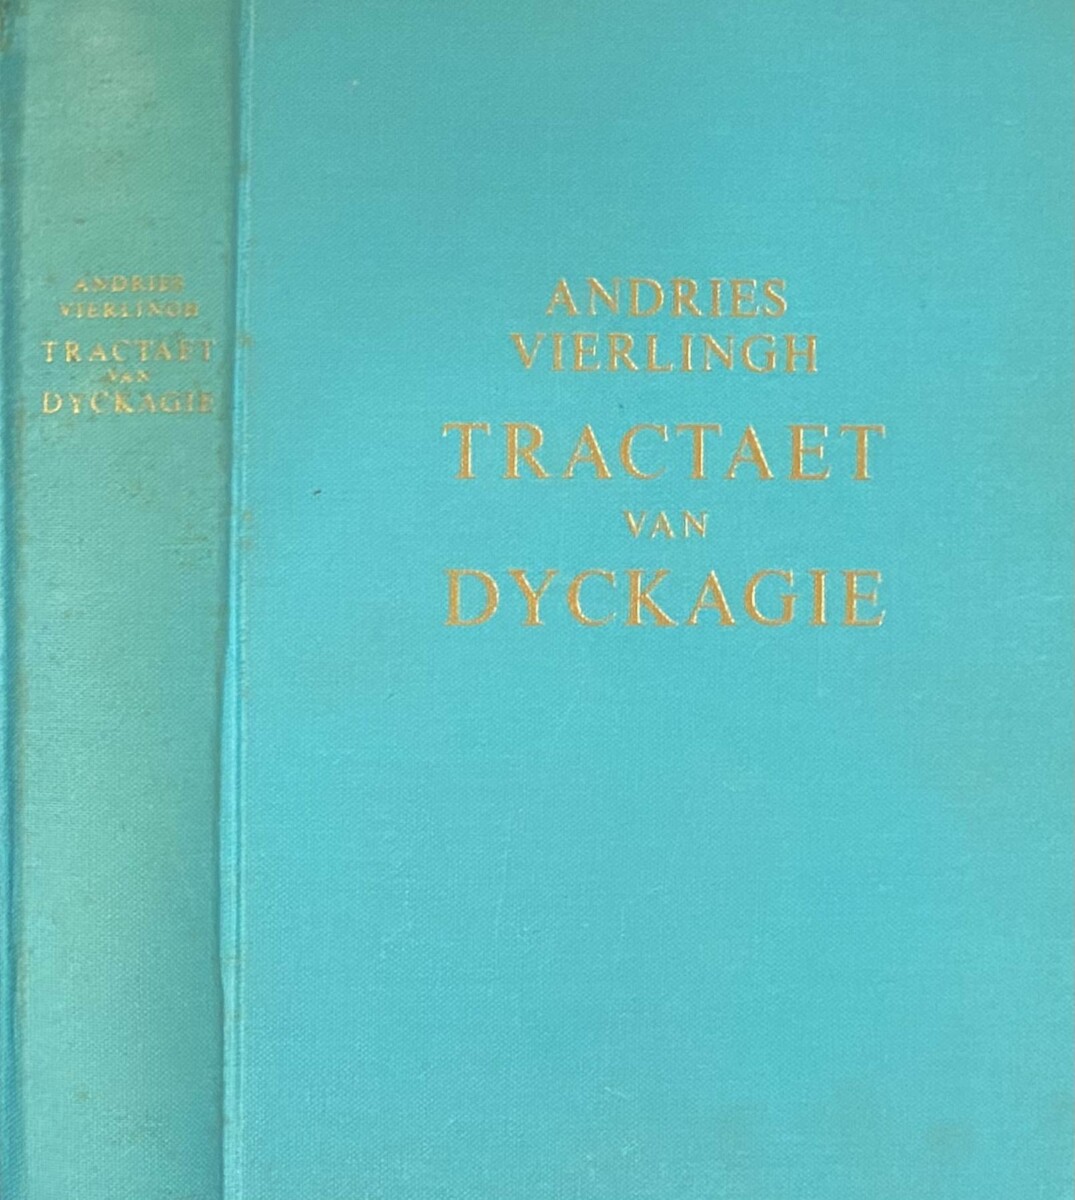 ANDRIES
VIERLINGH
TRACTAET
VAN
DYCKAGIE
ANDRIES
VIERLINGH
TRACTAET
VAN
DYCKAGIE